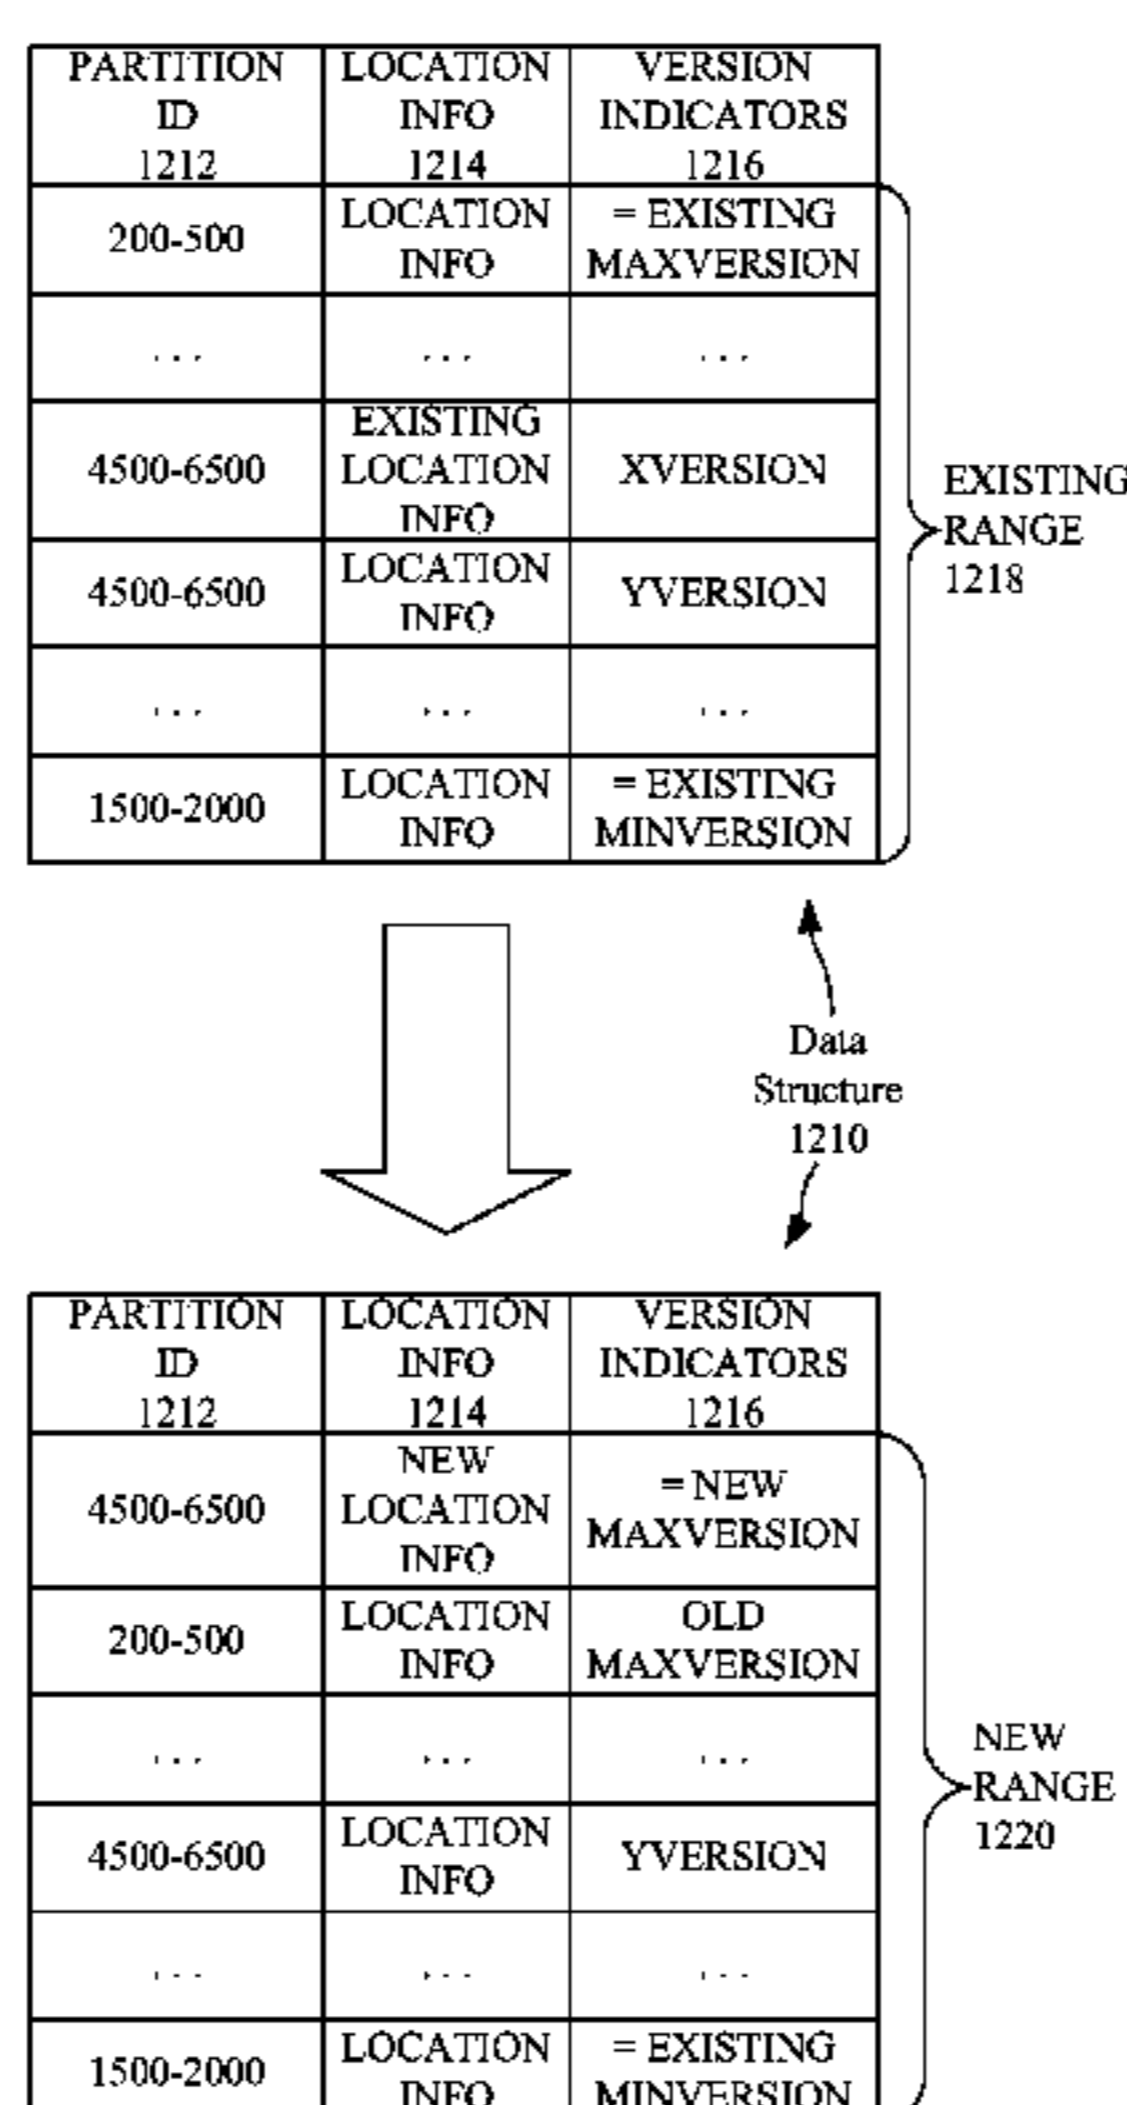 PARTITION ID 1212
LOCATION INFO 1214
VERSION INDICATORS 1216
200-500
LOCATION INFO
= EXISTING MAXVERSION
...
...
...
4500-6500
EXISTING LOCATION INFO
XVERSION
4500-6500
LOCATION INFO
YVERSION
...
...
...
1500-2000
LOCATION INFO
= EXISTING MINVERSION
EXISTING RANGE 1218
Data Structure 1210
PARTITION ID 1212
LOCATION INFO 1214
VERSION INDICATORS 1216
4500-6500
NEW LOCATION INFO
= NEW MAXVERSION
200-500
LOCATION INFO
OLD MAXVERSION
...
...
...
4500-6500
LOCATION INFO
YVERSION
...
...
...
1500-2000
LOCATION INFO
= EXISTING MINVERSION
NEW RANGE 1220